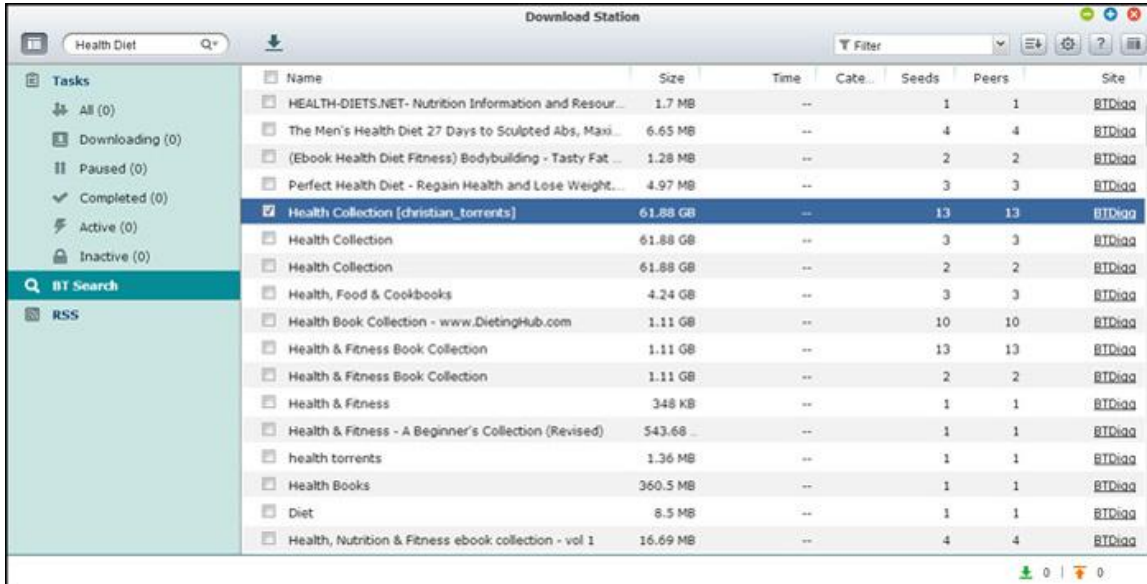 Download Station
Health Diet
Filter
?
Tasks
All (0)
Downloading (0)
Paused (0)
Completed (0)
Active (0)
Inactive (0)
BT Search
RSS
Name Size Time Cate... Seeds Peers Site
HEALTH-DIETS.NET- Nutrition Information and Resour... 1.7 MB -- 1 1 BTDigg
The Men's Health Diet 27 Days to Sculpted Abs, Maxi... 6.65 MB -- 4 4 BTDigg
(Ebook Health Diet Fitness) Bodybuilding - Tasty Fat ... 1.28 MB -- 2 2 BTDigg
Perfect Health Diet - Regain Health and Lose Weight.... 4.97 MB -- 3 3 BTDigg
Health Collection [christian_torrents] 61.88 GB -- 13 13 BTDigg
Health Collection 61.88 GB -- 3 3 BTDigg
Health Collection 61.88 GB -- 2 2 BTDigg
Health, Food & Cookbooks 4.24 GB -- 3 3 BTDigg
Health Book Collection - www.DietingHub.com 1.11 GB -- 10 10 BTDigg
Health & Fitness Book Collection 1.11 GB -- 13 13 BTDigg
Health & Fitness Book Collection 1.11 GB -- 2 2 BTDigg
Health & Fitness 348 KB -- 1 1 BTDigg
Health & Fitness - A Beginner's Collection (Revised) 543.68 ... -- 1 1 BTDigg
health torrents 1.36 MB -- 1 1 BTDigg
Health Books 360.5 MB -- 1 1 BTDigg
Diet 8.5 MB -- 1 1 BTDigg
Health, Nutrition & Fitness ebook collection - vol 1 16.69 MB -- 4 4 BTDigg
0 | 0